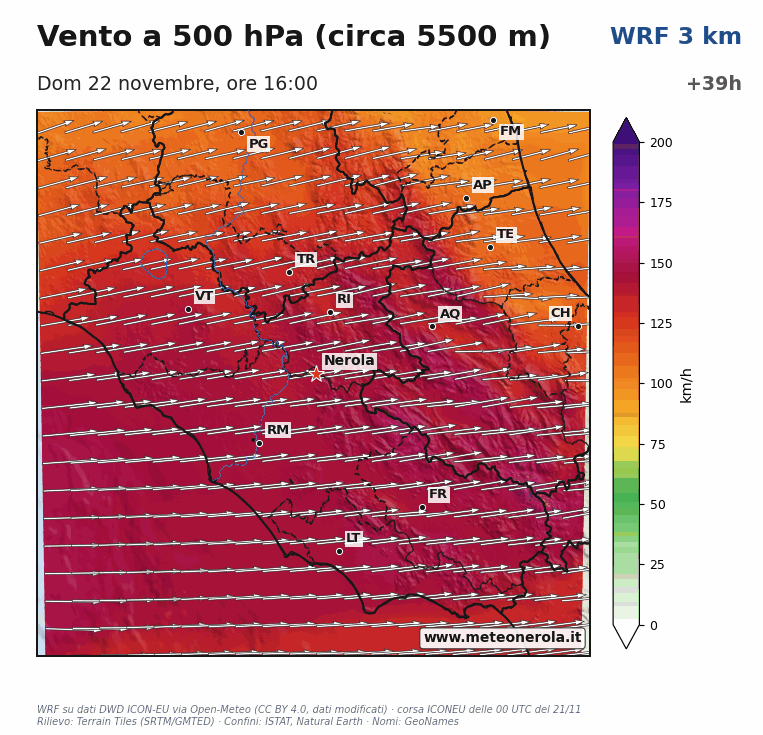 Vento a 500 hPa (circa 5500 m)
WRF 3 km
Dom 22 novembre, ore 16:00
+39h
PG
FM
AP
TE
TR
VT
RI
AQ
CH
Nerola
RM
FR
LT
www.meteonerola.it
200
175
150
125
100
75
50
25
0
km/h
WRF su dati DWD ICON-EU via Open-Meteo (CC BY 4.0, dati modificati) · corsa ICONEU delle 00 UTC del 21/11
Rilievo: Terrain Tiles (SRTM/GMTED) · Confini: ISTAT, Natural Earth · Nomi: GeoNames